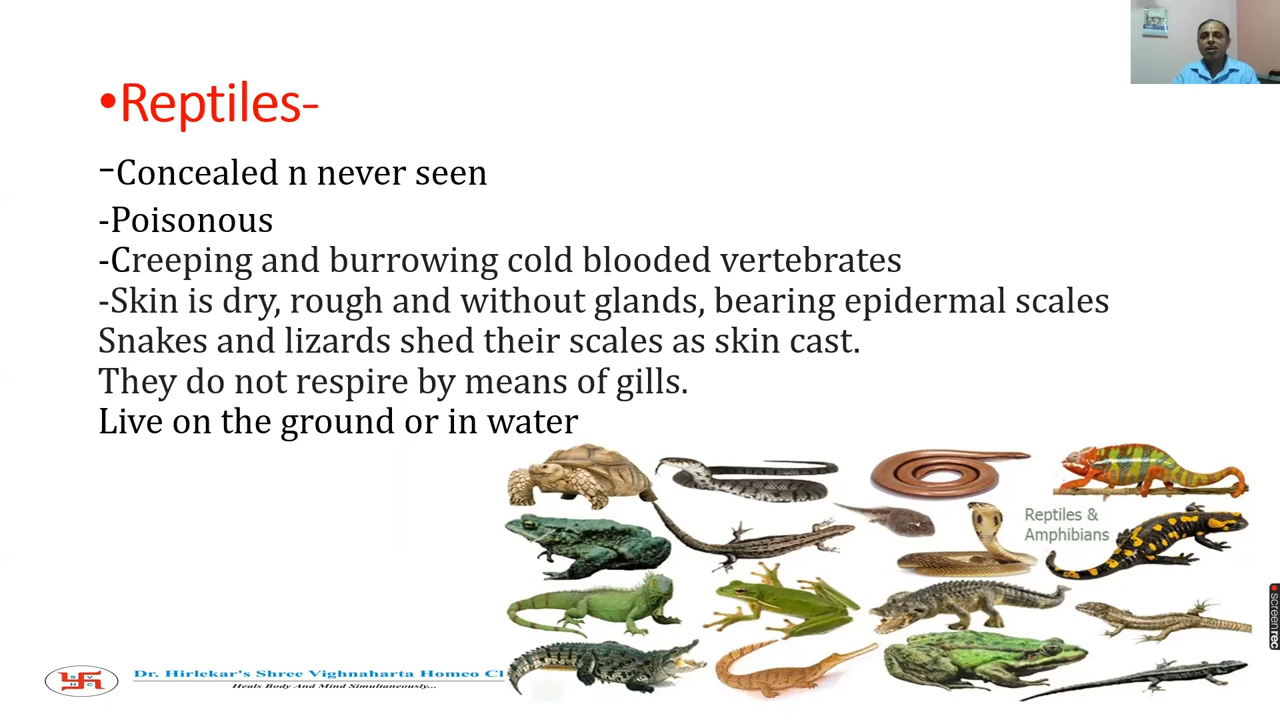 •Reptiles-
-Concealed n never seen
-Poisonous
-Creeping and burrowing cold blooded vertebrates
-Skin is dry, rough and without glands, bearing epidermal scales
Snakes and lizards shed their scales as skin cast.
They do not respire by means of gills.
Live on the ground or in water
Reptiles &
Amphibians
Dr. Hirlekar's Shree Vighnaharta Homeo Cl
Heals Body And Mind Simultaneously...
screenrec